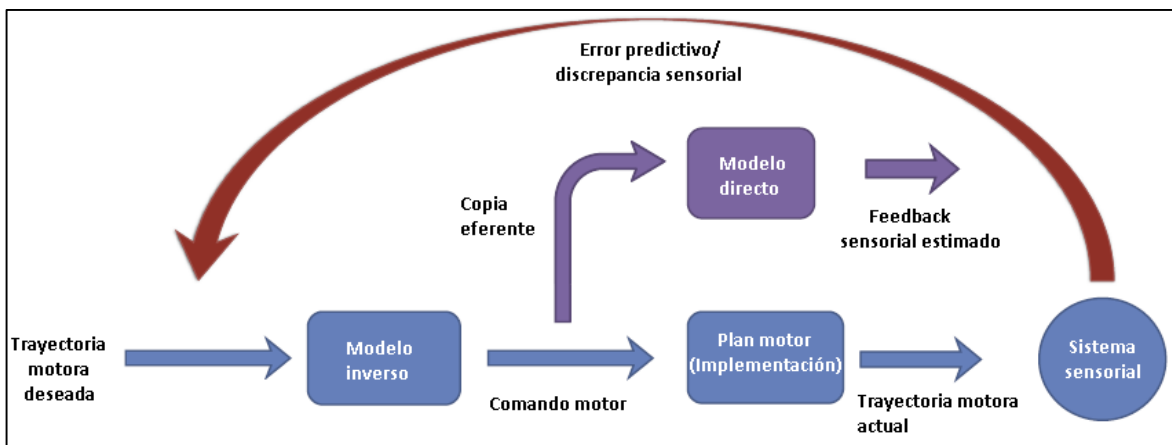 Error predictivo/
discrepancia sensorial
Modelo
directo
Copia
eferente
Feedback
sensorial estimado
Trayectoria
motora
deseada
Modelo
inverso
Comando motor
Plan motor
(Implementación)
Trayectoria motora
actual
Sistema
sensorial